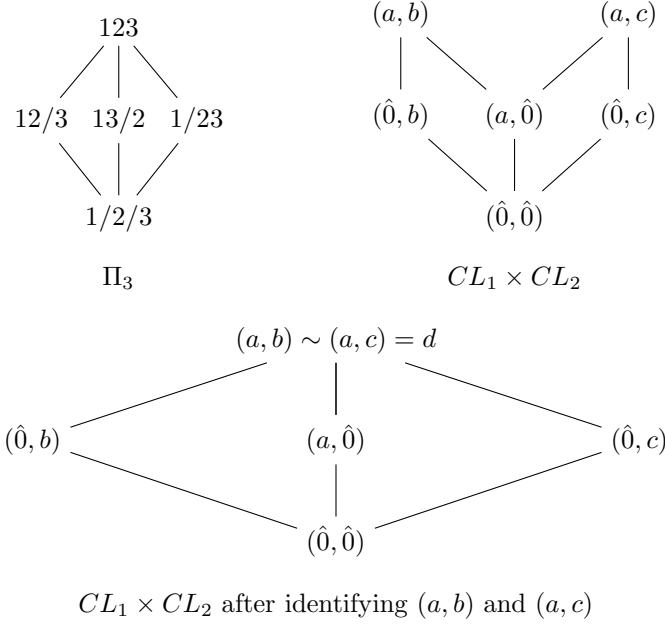 123
12/3 13/2 1/23
1/2/3
Π₃
(a, b) (a, c)
(0̂, b) (a, 0̂) (0̂, c)
(0̂, 0̂)
CL₁ × CL₂
(a, b) ∼ (a, c) = d
(0̂, b) (a, 0̂) (0̂, c)
(0̂, 0̂)
CL₁ × CL₂ after identifying (a, b) and (a, c)